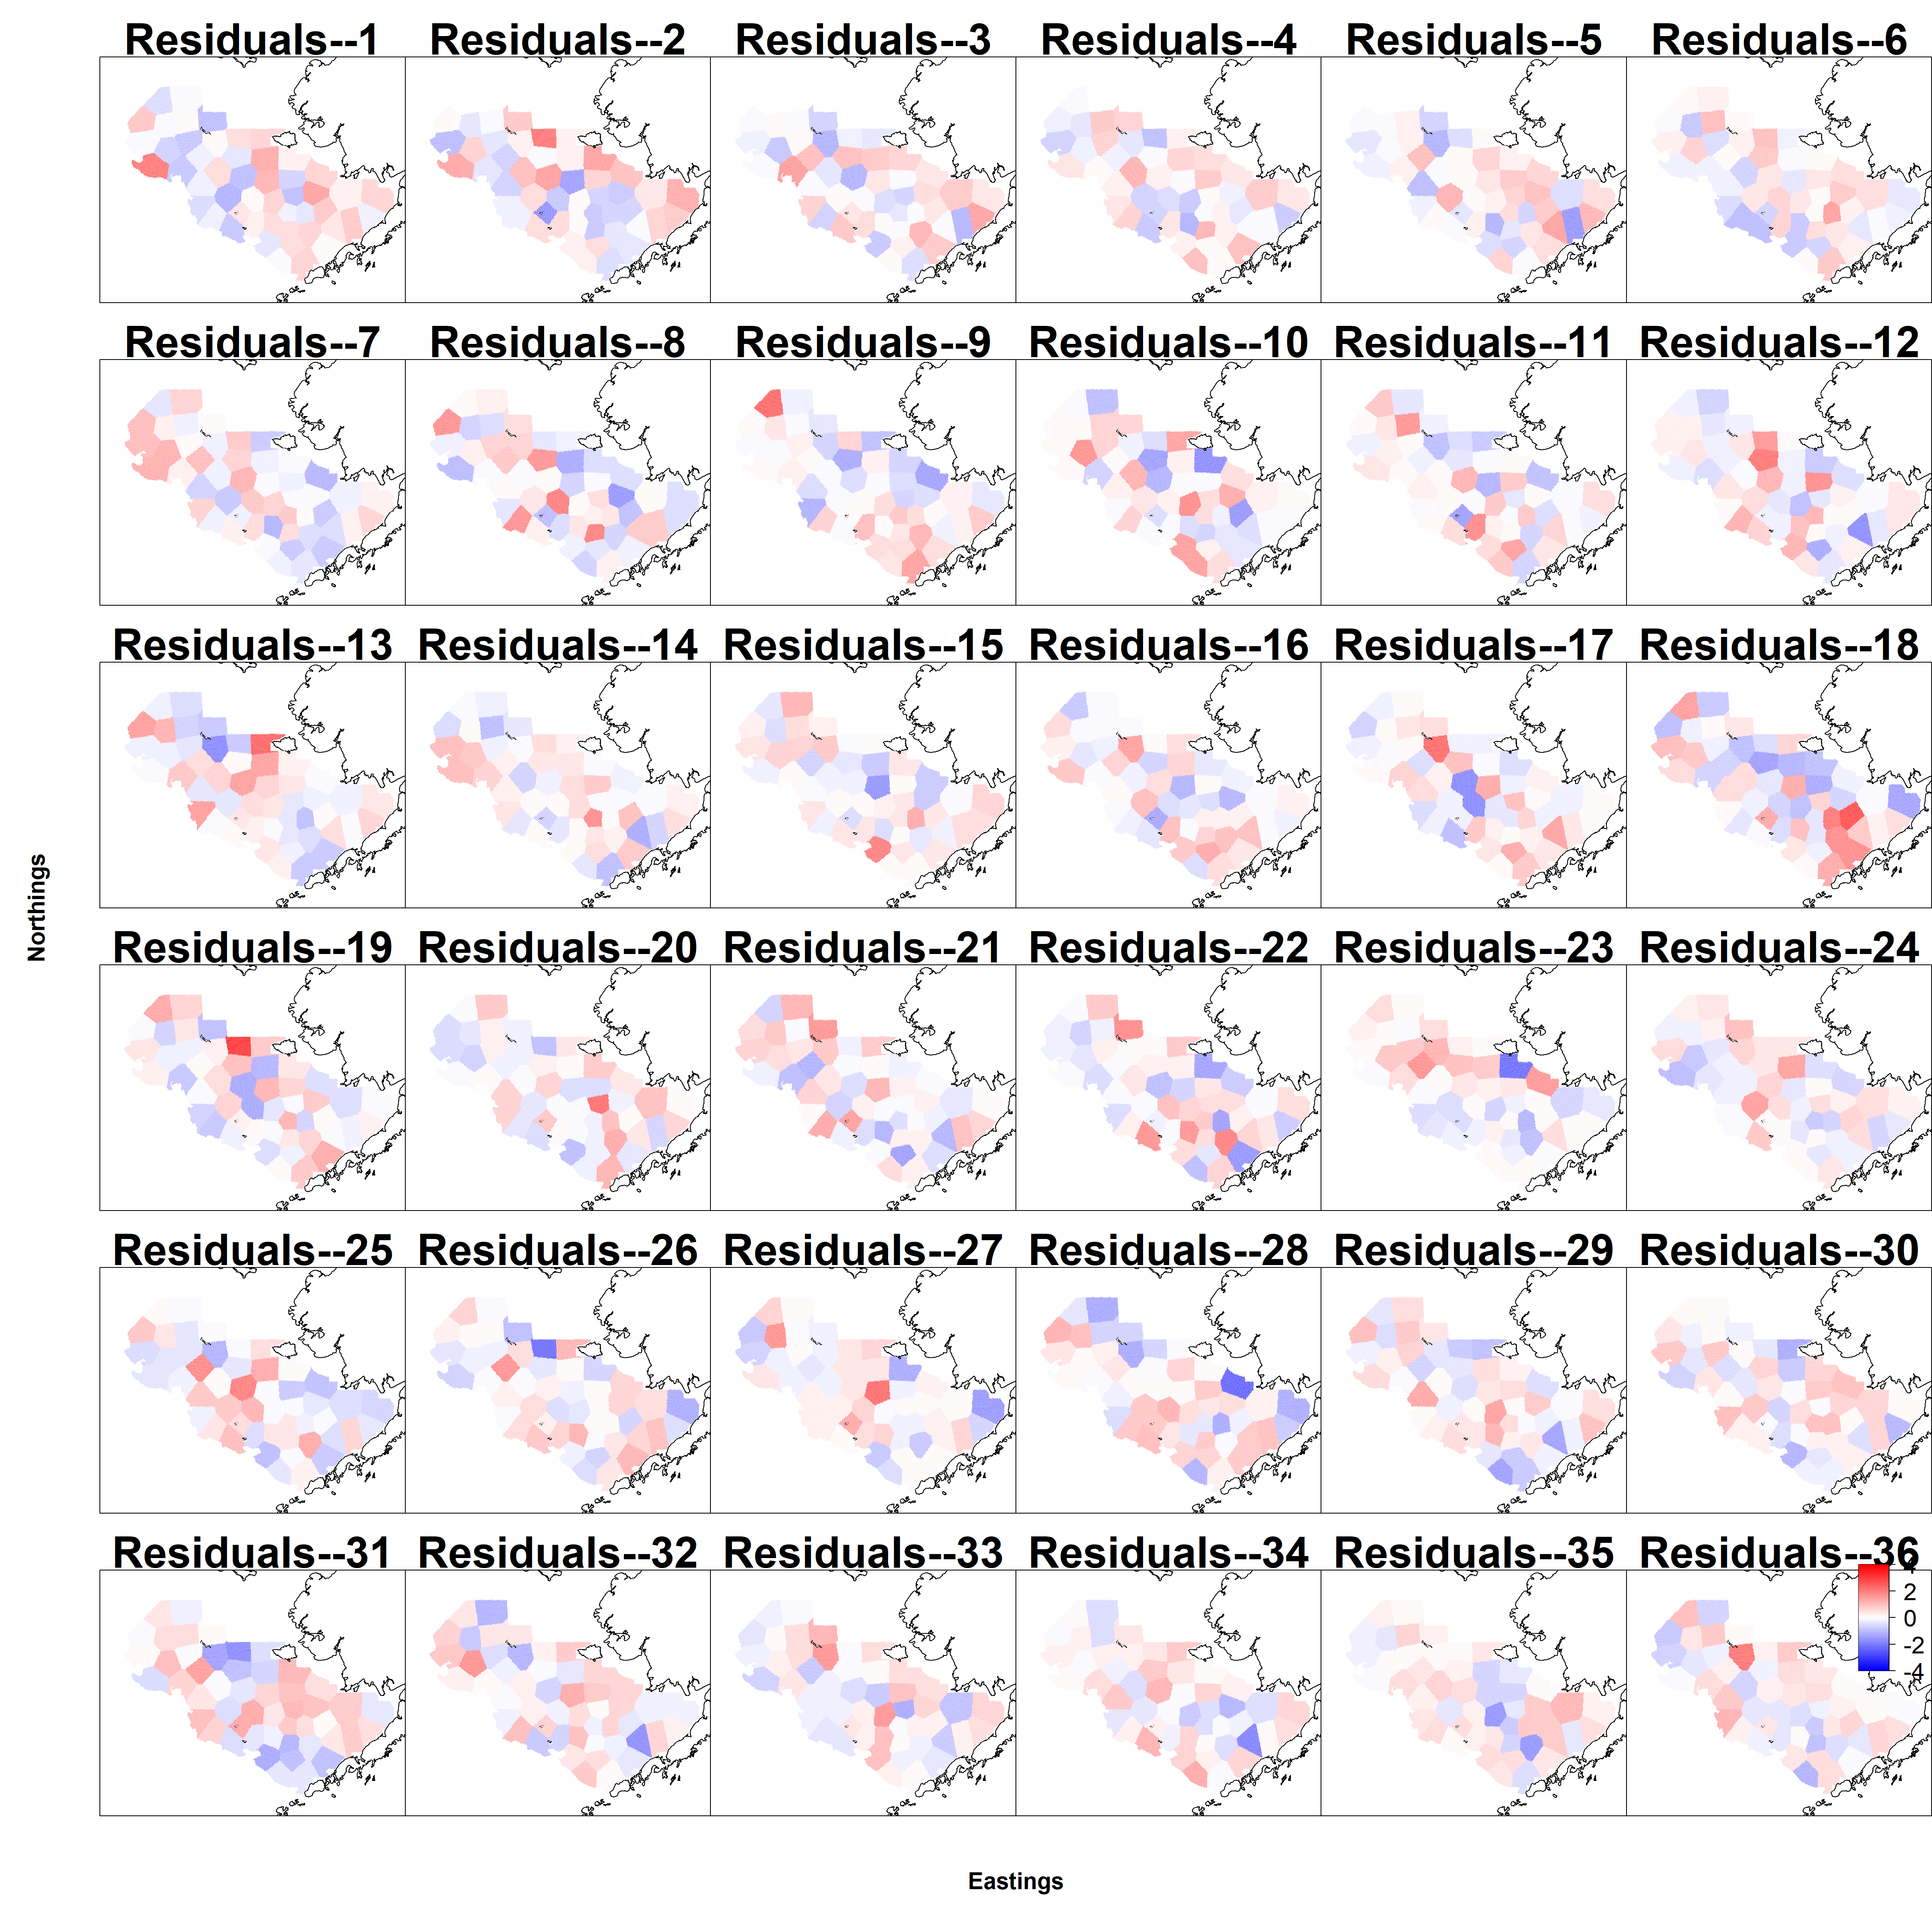 Residuals--1 Residuals--2 Residuals--3 Residuals--4 Residuals--5 Residuals--6
Residuals--7 Residuals--8 Residuals--9 Residuals--10 Residuals--11 Residuals--12
Residuals--13 Residuals--14 Residuals--15 Residuals--16 Residuals--17 Residuals--18
Northings
Residuals--19 Residuals--20 Residuals--21 Residuals--22 Residuals--23 Residuals--24
Residuals--25 Residuals--26 Residuals--27 Residuals--28 Residuals--29 Residuals--30
Residuals--31 Residuals--32 Residuals--33 Residuals--34 Residuals--35 Residuals--36
4
2
0
-2
-4
Eastings